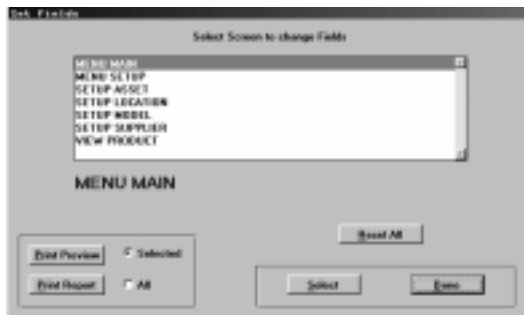 Set Fields
Select Screen to change Fields
MENU MAIN
MENU SETUP
SETUP ASSET
SETUP LOCATION
SETUP MODEL
SETUP SUPPLIER
VIEW PRODUCT
MENU MAIN
Reset All
Print Preview Selected
Print Report All
Select Done